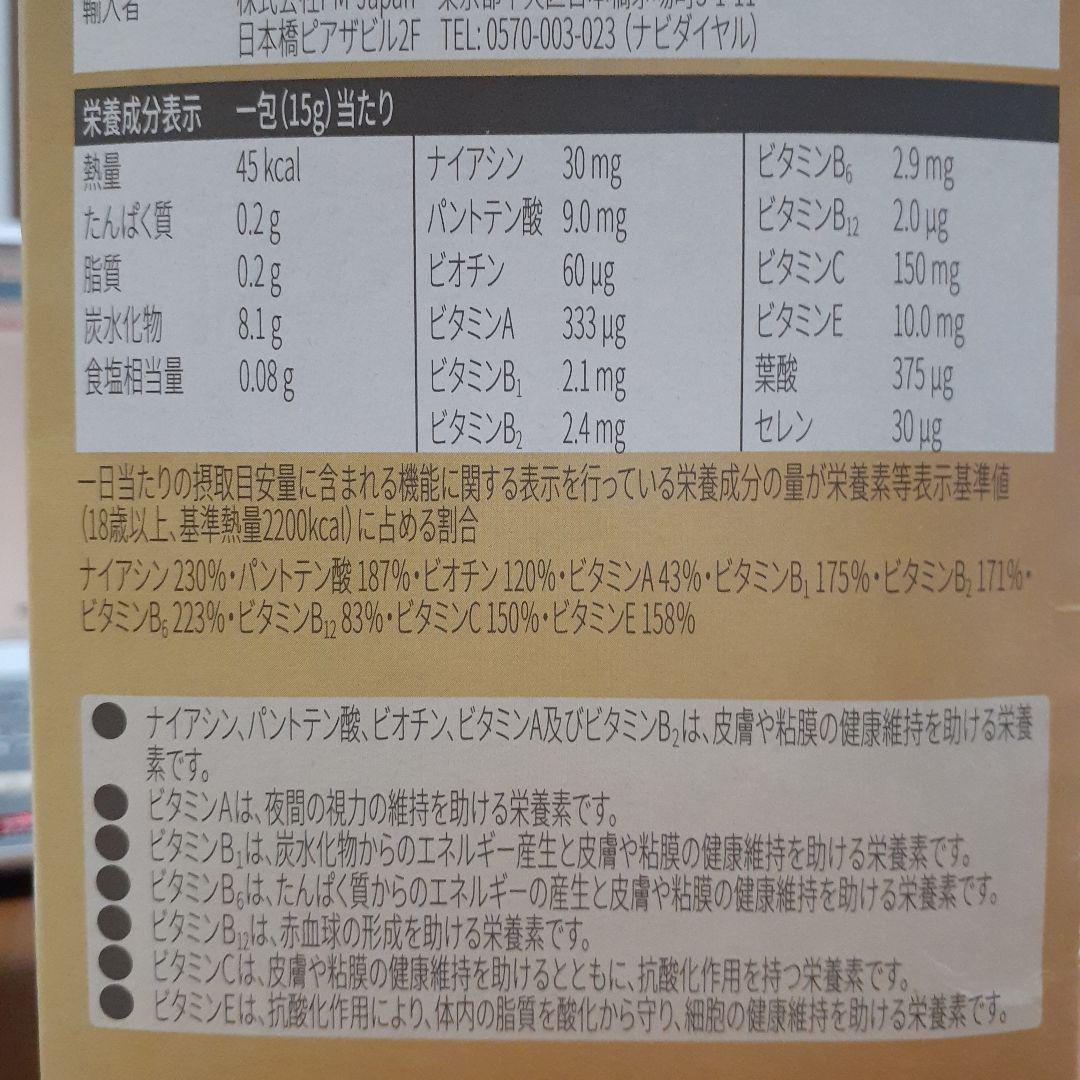 輸入者
日本橋ピアザビル2F TEL: 0570-003-023 (ナビダイヤル)
栄養成分表示 一包(15g)当たり
熱量 45 kcal
たんぱく質 0.2 g
脂質 0.2 g
炭水化物 8.1 g
食塩相当量 0.08 g
ナイアシン 30 mg
パントテン酸 9.0 mg
ビオチン 60 μg
ビタミンA 333 μg
ビタミンB1 2.1 mg
ビタミンB2 2.4 mg
ビタミンB6 2.9 mg
ビタミンB12 2.0 μg
ビタミンC 150 mg
ビタミンE 10.0 mg
葉酸 375 μg
セレン 30 μg
一日当たりの摂取目安量に含まれる機能に関する表示を行っている栄養成分の量が栄養素等表示基準値
(18歳以上、基準熱量2200kcal)に占める割合
ナイアシン 230%・パントテン酸 187%・ビオチン 120%・ビタミンA 43%・ビタミンB1 175%・ビタミンB2 171%・
ビタミンB6 223%・ビタミンB12 83%・ビタミンC 150%・ビタミンE 158%
● ナイアシン、パントテン酸、ビオチン、ビタミンA及びビタミンB2は、皮膚や粘膜の健康維持を助ける栄養
素です。
● ビタミンAは、夜間の視力の維持を助ける栄養素です。
● ビタミンB1は、炭水化物からのエネルギー産生と皮膚や粘膜の健康維持を助ける栄養素です。
● ビタミンB6は、たんぱく質からのエネルギーの産生と皮膚や粘膜の健康維持を助ける栄養素です。
● ビタミンB12は、赤血球の形成を助ける栄養素です。
● ビタミンCは、皮膚や粘膜の健康維持を助けるとともに、抗酸化作用を持つ栄養素です。
● ビタミンEは、抗酸化作用により、体内の脂質を酸化から守り、細胞の健康維持を助ける栄養素です。